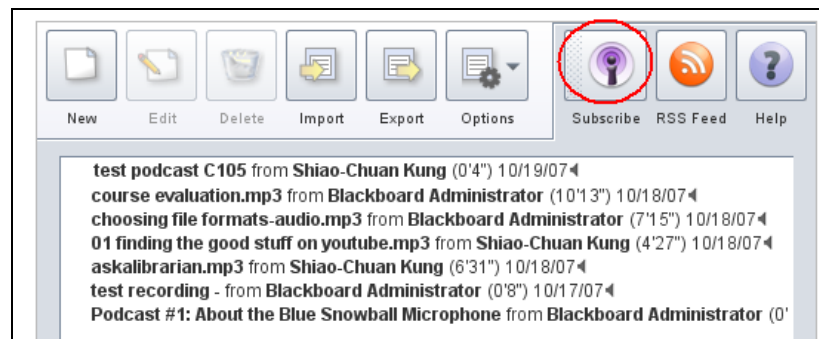 New Edit Delete Import Export Options Subscribe RSS Feed Help
test podcast C105 from Shiao-Chuan Kung (0'4") 10/19/07
course evaluation.mp3 from Blackboard Administrator (10'13") 10/18/07
choosing file formats-audio.mp3 from Blackboard Administrator (7'15") 10/18/07
01 finding the good stuff on youtube.mp3 from Shiao-Chuan Kung (4'27") 10/18/07
askalibrarian.mp3 from Shiao-Chuan Kung (6'31") 10/18/07
test recording - from Blackboard Administrator (0'8") 10/17/07
Podcast #1: About the Blue Snowball Microphone from Blackboard Administrator (0'